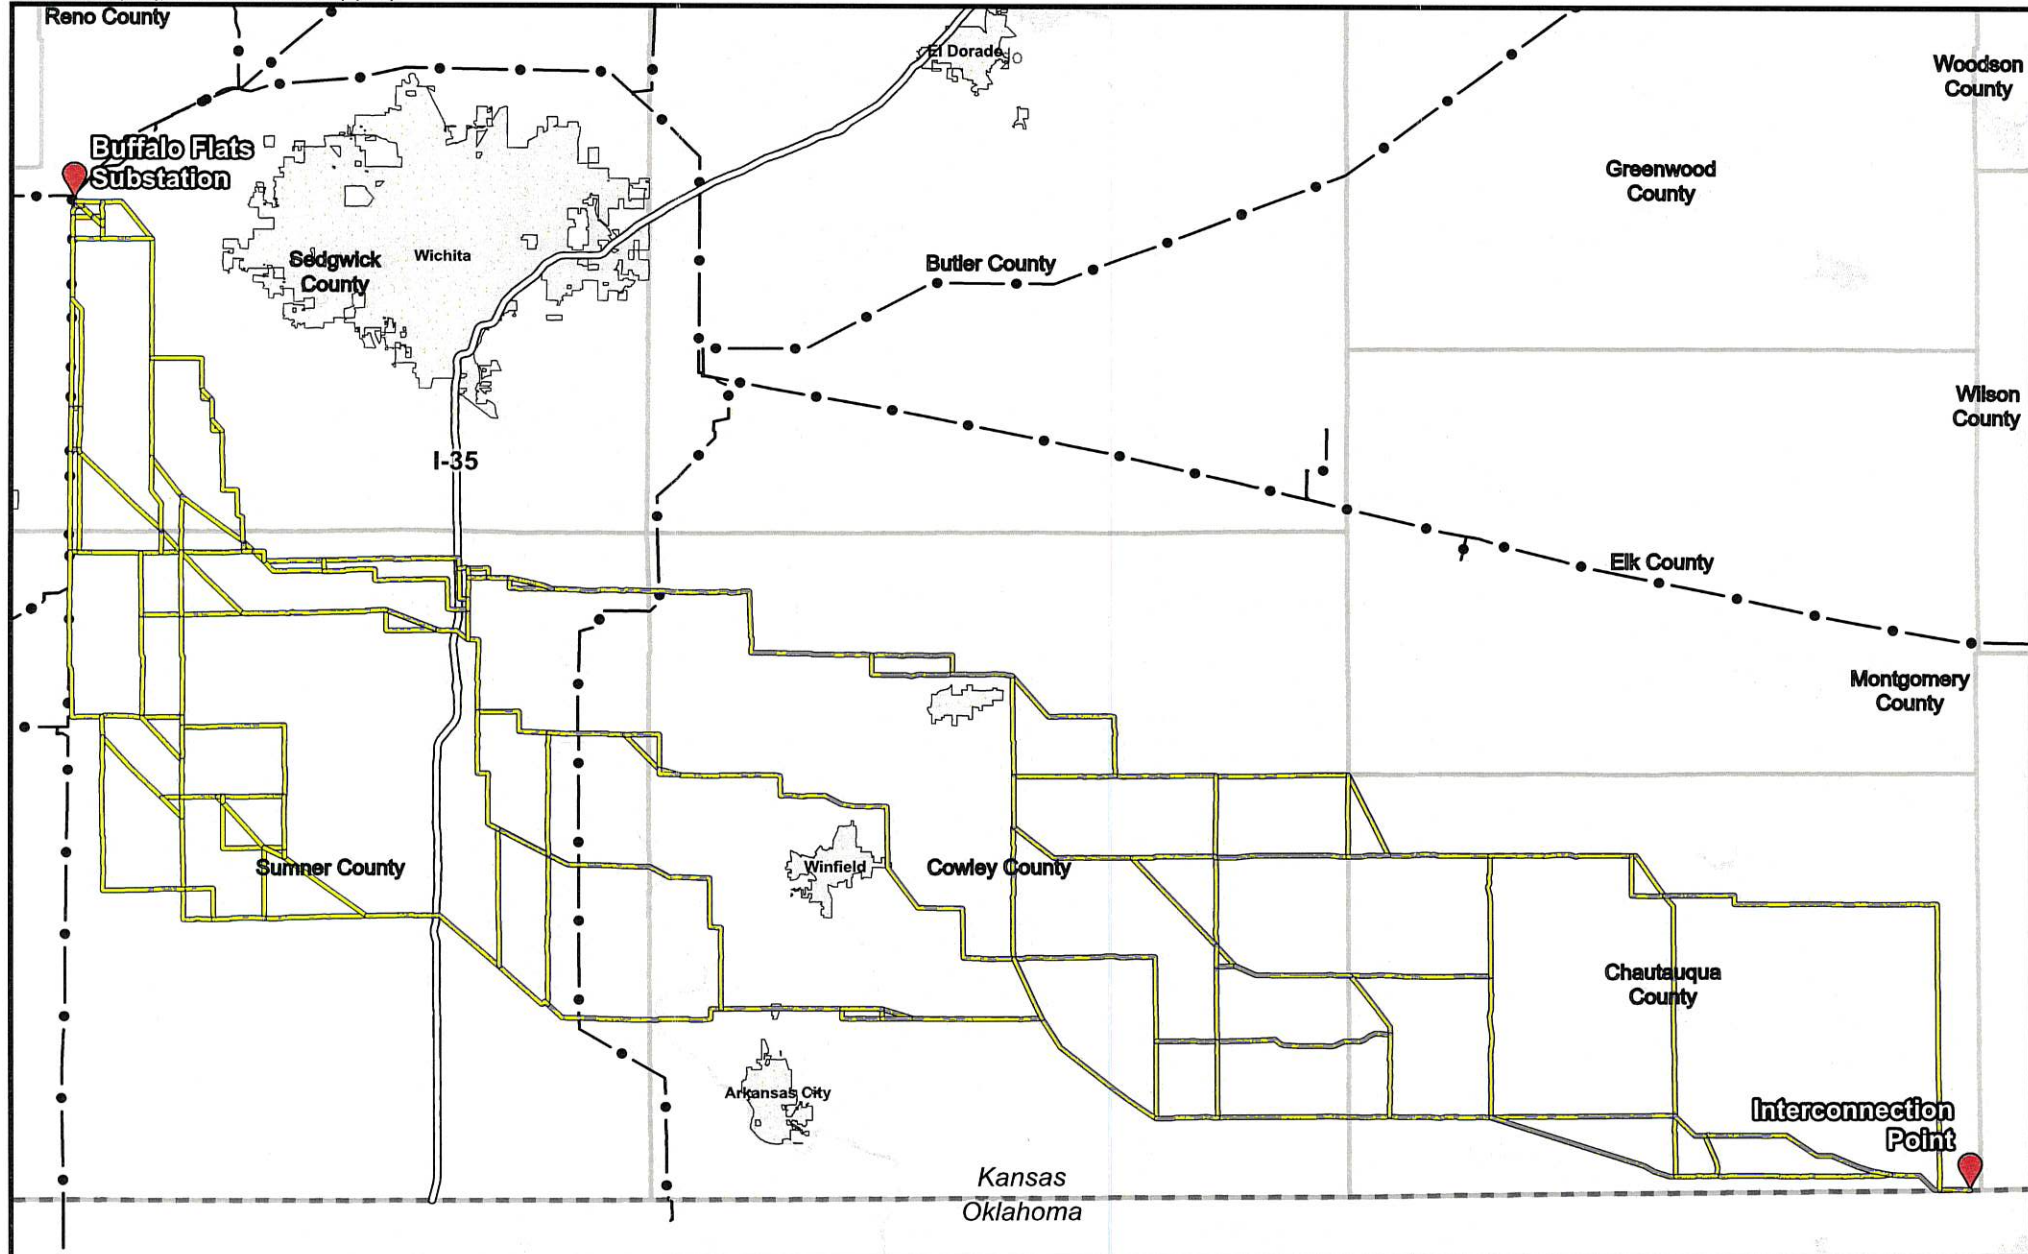 Reno County
El Dorado
Woodson
County
Buffalo Flats
Substation
Greenwood
County
Sedgwick
County
Wichita
Butler County
Wilson
County
I-35
Elk County
Montgomery
County
Sumner County
Winfield
Cowley County
Chautauqua
County
Arkansas City
Interconnection
Point
Kansas
Oklahoma